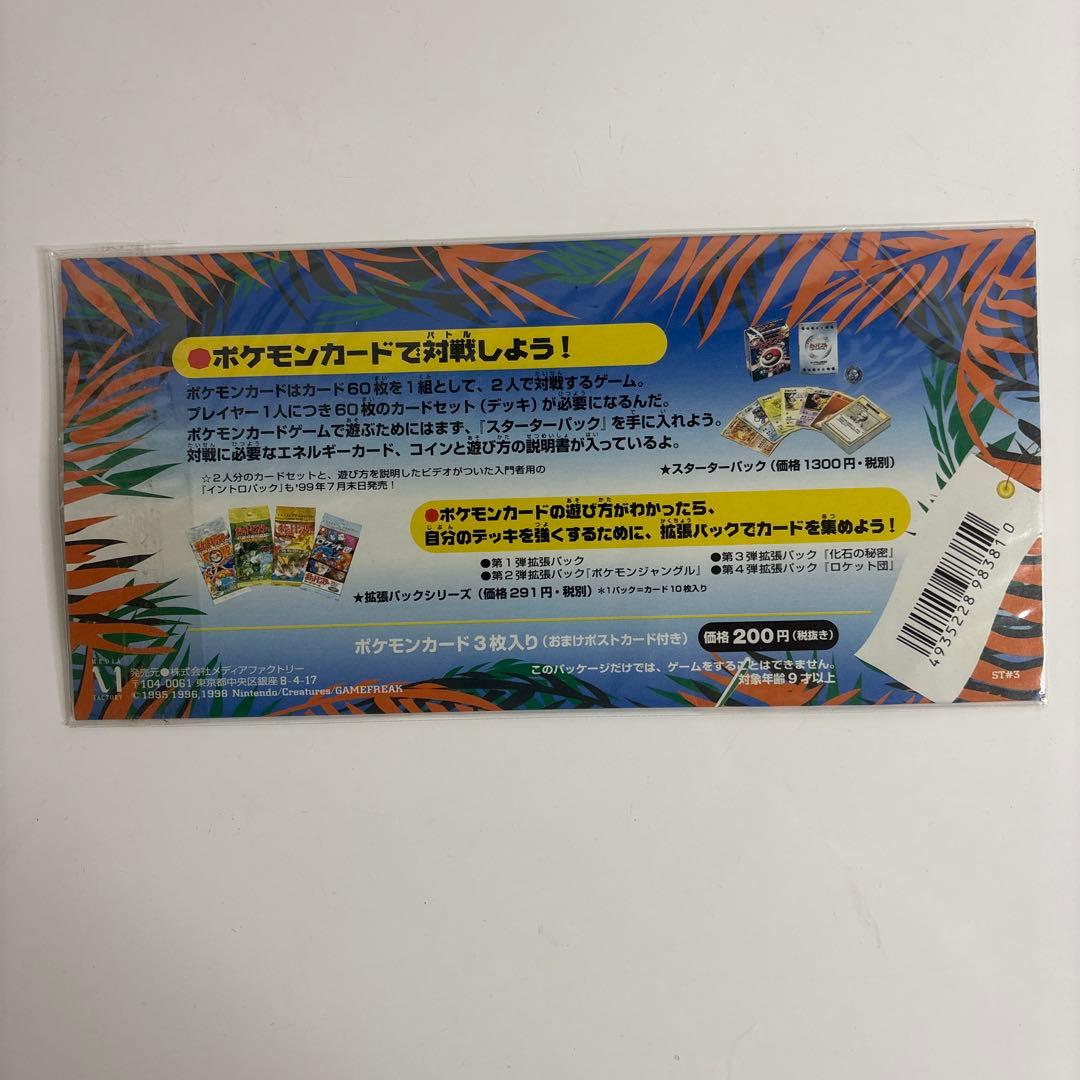 ●ポケモンカードで対戦しよう！
バトル
ポケモンカードはカード60枚を1組として、2人で対戦するゲーム。
プレイヤー1人につき60枚のカードセット（デッキ）が必要になるんだ。
ポケモンカードゲームで遊ぶためにはまず、『スターターパック』を手に入れよう。
対戦に必要なエネルギーカード、コインと遊び方の説明書が入っているよ。
☆2人分のカードセットと、遊び方を説明したビデオがついた入門者用の
『イントロパック』も'99年7月末日発売！
★スターターパック（価格1300円・税別）
●ポケモンカードの遊び方がわかったら、
自分のデッキを強くするために、拡張パックでカードを集めよう！
●第1弾拡張パック
●第2弾拡張パック『ポケモンジャングル』
●第3弾拡張パック『化石の秘密』
●第4弾拡張パック『ロケット団』
★拡張パックシリーズ（価格291円・税別）＊1パック＝カード10枚入り
ポケモンカード3枚入り（おまけポストカード付き）
価格200円（税抜き）
このパッケージだけでは、ゲームをすることはできません。
対象年齢9才以上
MEDIA FACTORY
発売元●株式会社メディアファクトリー
〒104-0061 東京都中央区銀座8-4-17
©1995 1996,1998 Nintendo/Creatures/GAMEFREAK
4935228983810
ST#3